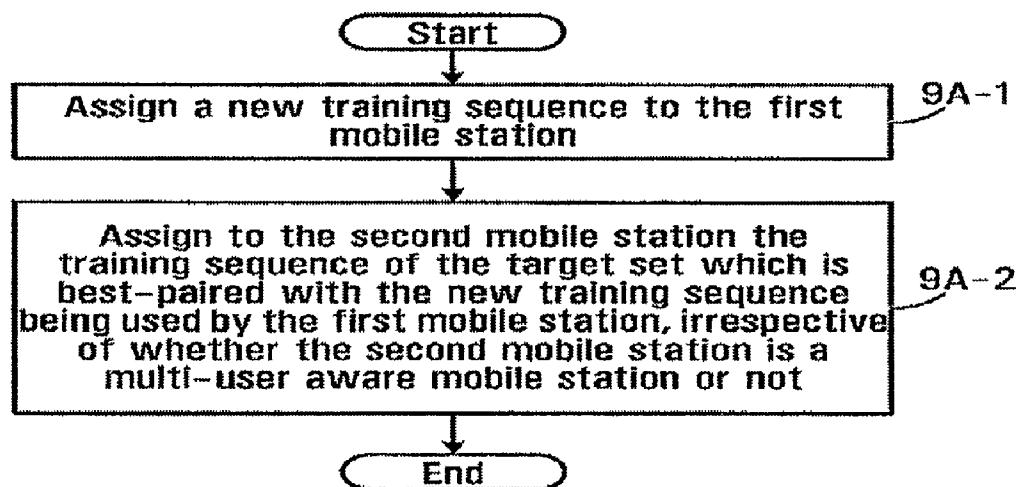 Start
Assign a new training sequence to the first
mobile station
9A-1
Assign to the second mobile station the
training sequence of the target set which is
best-paired with the new training sequence
being used by the first mobile station, irrespective
of whether the second mobile station is a
multi-user aware mobile station or not
9A-2
End